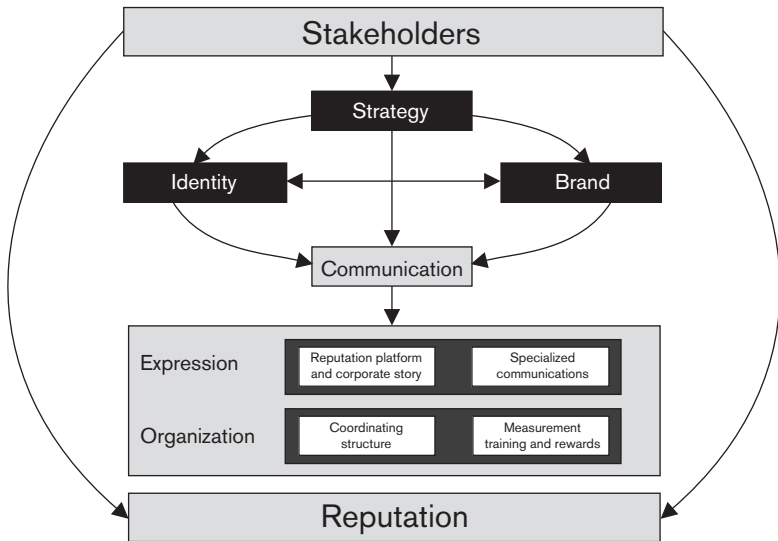 Stakeholders
Strategy
Identity
Brand
Communication
Expression
Reputation platform
and corporate story
Specialized
communications
Organization
Coordinating
structure
Measurement
training and rewards
Reputation